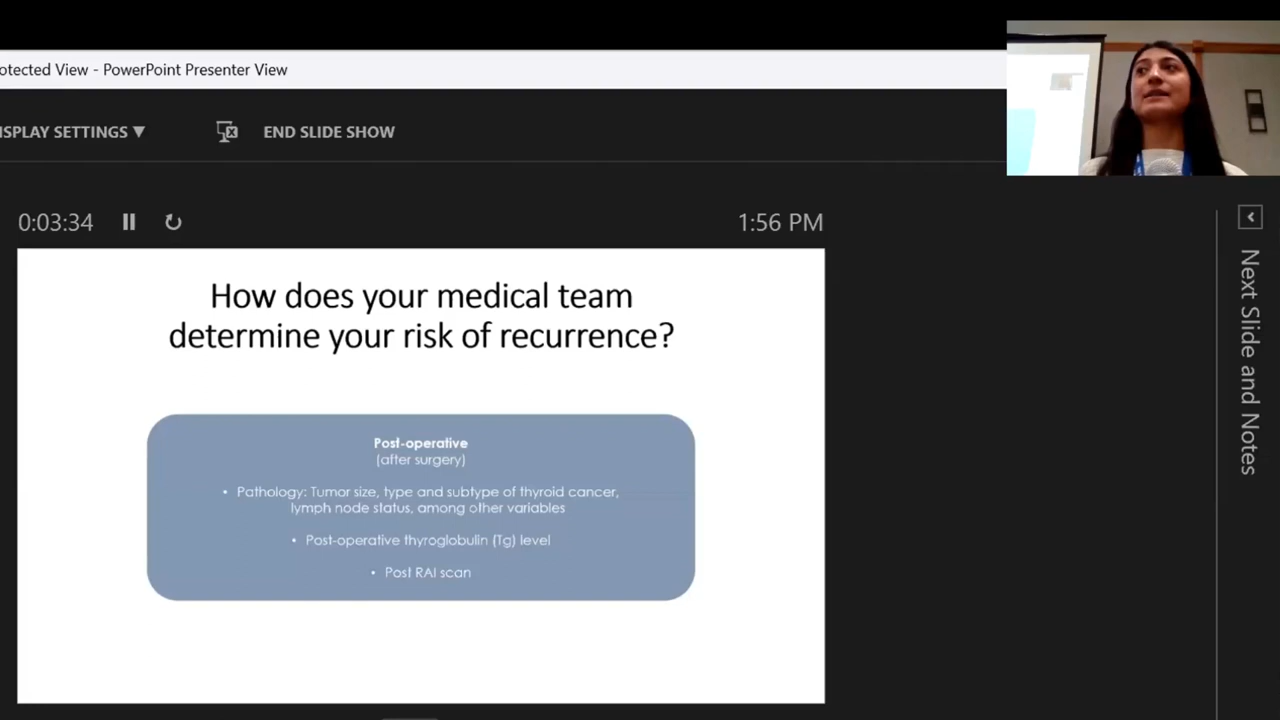 otected View - PowerPoint Presenter View
ISPLAY SETTINGS ▼
END SLIDE SHOW
0:03:34
1:56 PM
How does your medical team
determine your risk of recurrence?
Post-operative
(after surgery)
• Pathology: Tumor size, type and subtype of thyroid cancer,
lymph node status, among other variables
• Post-operative thyroglobulin (Tg) level
• Post RAI scan
Next Slide and Notes